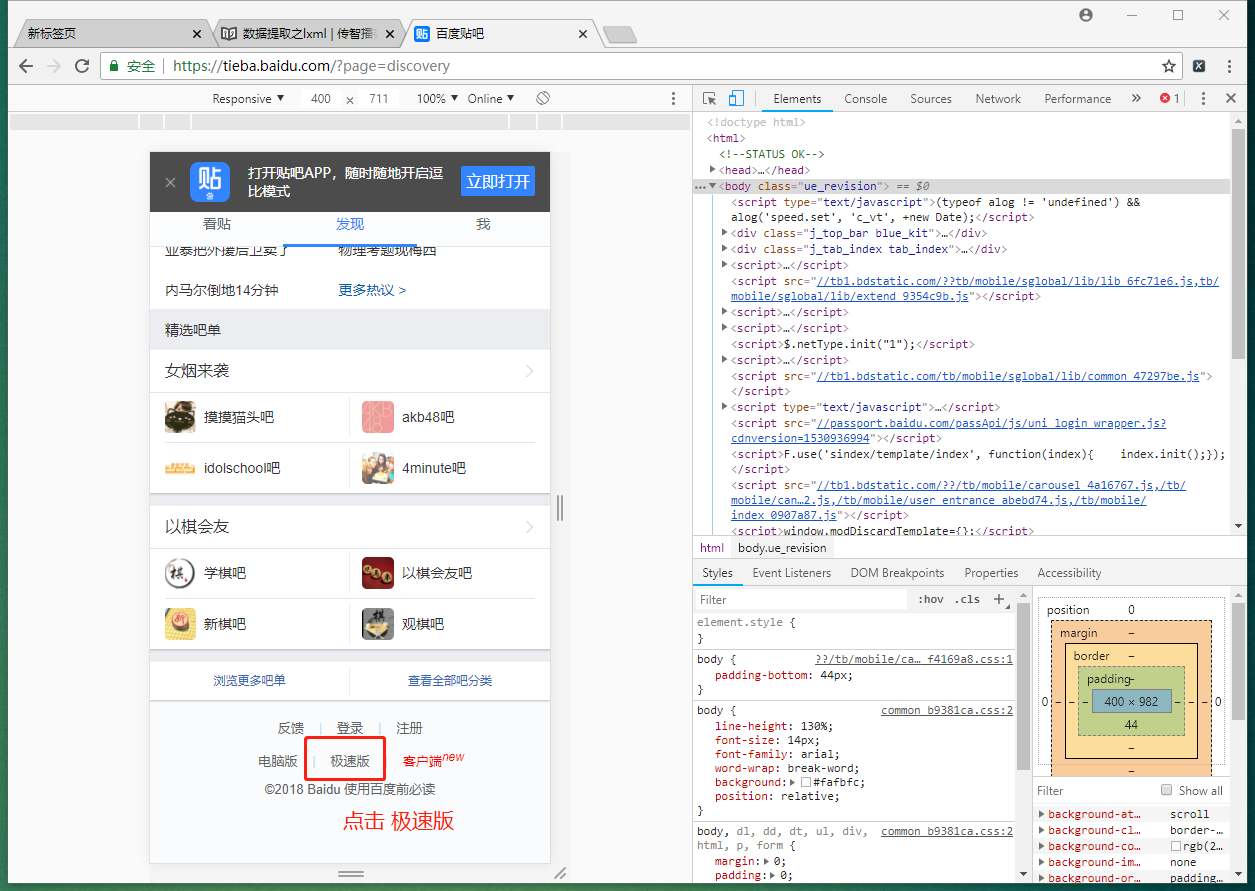 新标签页
数据提取之lxml | 传智播
百度贴吧
安全
https://tieba.baidu.com/?page=discovery
Responsive ▼ 400 × 711 100% ▼ Online ▼
贴
打开贴吧APP，随时随地开启逗
比模式
立即打开
看贴 发现 我
亚泰把外援后卫卖了 物理考题现梅西
内马尔倒地14分钟 更多热议 >
精选吧单
女烟来袭
摸摸猫头吧 akb48吧
idolschool吧 4minute吧
以棋会友
学棋吧 以棋会友吧
新棋吧 观棋吧
浏览更多吧单 查看全部吧分类
反馈 | 登录 | 注册
电脑版 | 极速版 客户端new
©2018 Baidu 使用百度前必读
点击 极速版
Elements Console Sources Network Performance » 1
<!doctype html>
<html>
<!--STATUS OK-->
<head>…</head>
<body class="ue_revision"> == $0
<script type="text/javascript">(typeof alog != 'undefined') &&
alog('speed.set', 'c_vt', +new Date);</script>
<div class="j_top_bar blue_kit">…</div>
<div class="j_tab_index tab_index">…</div>
<script>…</script>
<script src="//tb1.bdstatic.com/??tb/mobile/sglobal/lib/lib_6fc71e6.js,tb/
mobile/sglobal/lib/extend_9354c9b.js"></script>
<script>…</script>
<script>…</script>
<script>$.netType.init("1");</script>
<script>…</script>
<script src="//tb1.bdstatic.com/tb/mobile/sglobal/lib/common_47297be.js">
</script>
<script type="text/javascript">…</script>
<script src="//passport.baidu.com/passApi/js/uni_login_wrapper.js?
cdnversion=1530936994"></script>
<script>F.use('sindex/template/index', function(index){    index.init();});
</script>
<script src="//tb1.bdstatic.com/??/tb/mobile/carousel_4a16767.js,/tb/
mobile/can…2.js,/tb/mobile/user_entrance_abebd74.js,/tb/mobile/
index_0907a87.js"></script>
<script>window.modDiscardTemplate={};</script>
html body.ue_revision
Styles Event Listeners DOM Breakpoints Properties Accessibility
Filter :hov .cls +
element.style {
}
body { ??/tb/mobile/ca…_f4169a8.css:1
padding-bottom: 44px;
}
body { common_b9381ca.css:2
line-height: 130%;
font-size: 14px;
font-family: arial;
word-wrap: break-word;
background: #fafbfc;
position: relative;
}
body, dl, dd, dt, ul, div, common_b9381ca.css:2
html, p, form {
margin: 0;
padding: 0;
position 0
margin –
border –
padding –
0 – – – 400 × 982 – – – 0
44
–
–
Filter Show all
background-at… scroll
background-cl… border-…
background-co… rgb(2…
background-im… none
background-or… padding…